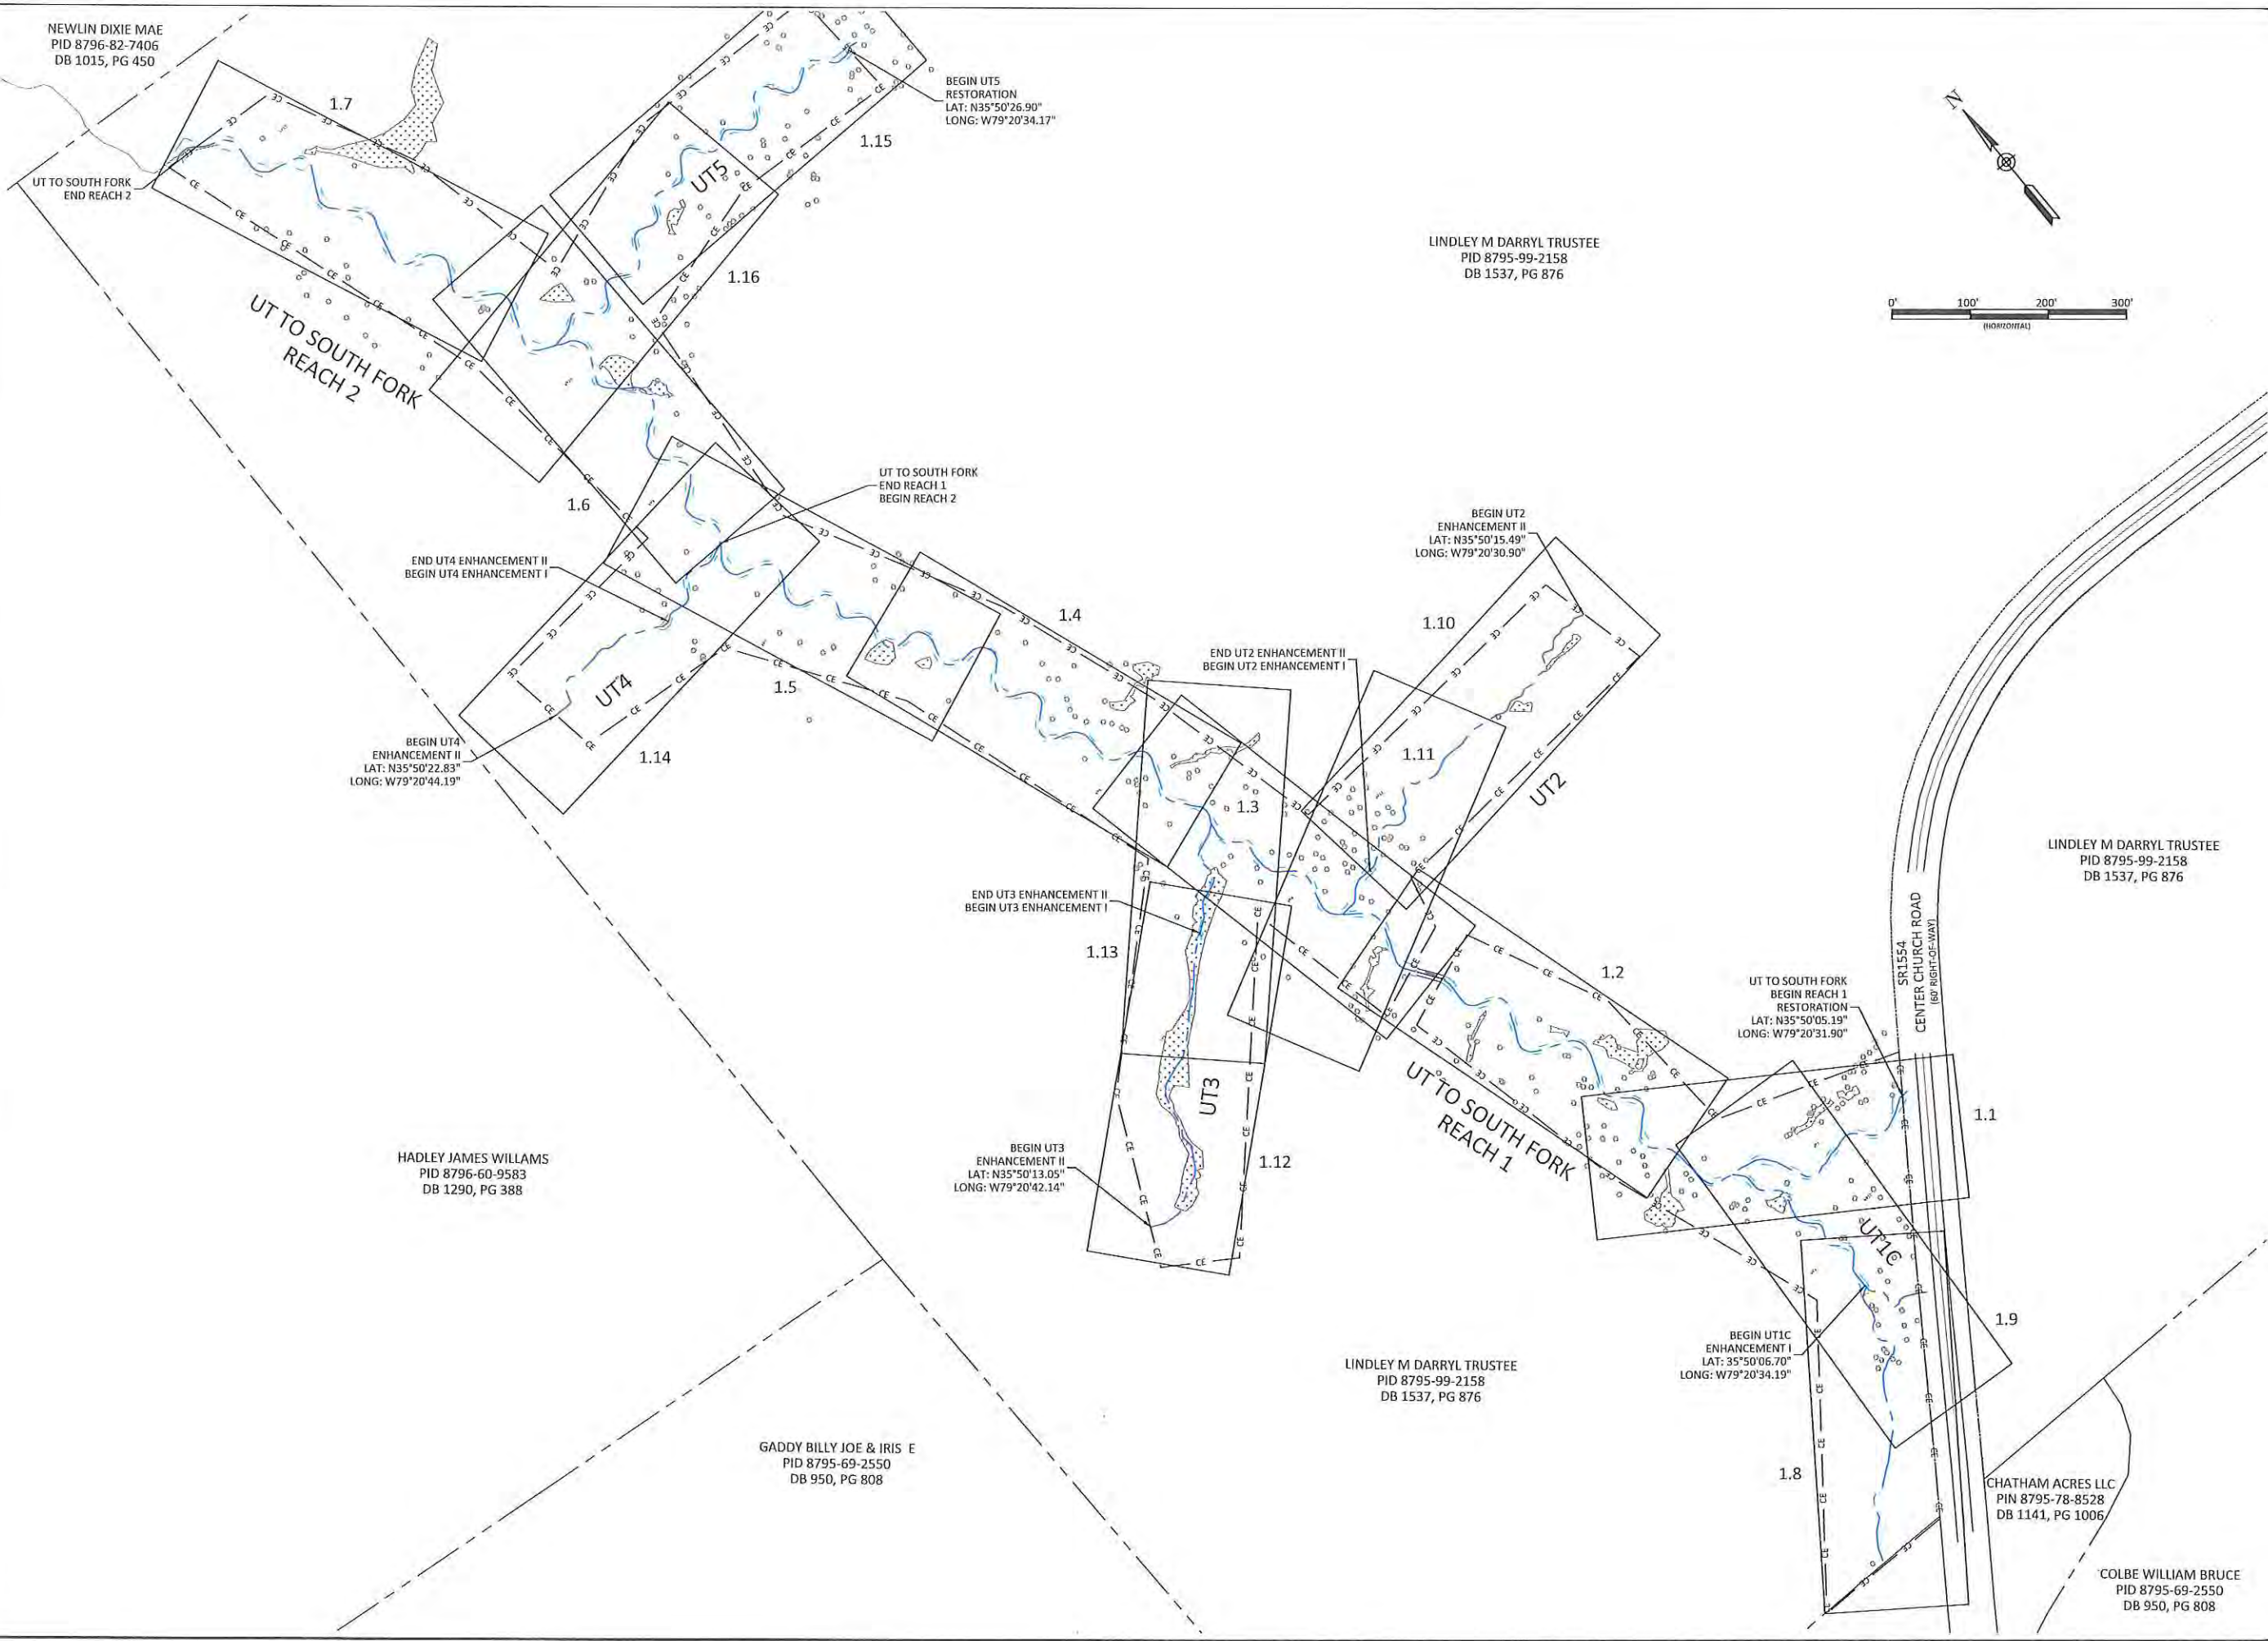 NEWLIN DIXIE MAE
PID 8796-82-7406
DB 1015, PG 450
1.7
BEGIN UT5
RESTORATION
LAT: N35°50'26.90"
LONG: W79°20'34.17"
1.15
UT5
N
UT TO SOUTH FORK
END REACH 2
1.16
LINDLEY M DARRYL TRUSTEE
PID 8795-99-2158
DB 1537, PG 876
0' 100' 200' 300'
(HORIZONTAL)
UT TO SOUTH FORK
REACH 2
1.6
UT TO SOUTH FORK
END REACH 1
BEGIN REACH 2
END UT4 ENHANCEMENT II
BEGIN UT4 ENHANCEMENT I
BEGIN UT2
ENHANCEMENT II
LAT: N35°50'15.49"
LONG: W79°20'30.90"
1.4
1.10
END UT2 ENHANCEMENT II
BEGIN UT2 ENHANCEMENT I
UT4
1.5
1.14
BEGIN UT4
ENHANCEMENT II
LAT: N35°50'22.83"
LONG: W79°20'44.19"
1.11
UT2
1.3
LINDLEY M DARRYL TRUSTEE
PID 8795-99-2158
DB 1537, PG 876
END UT3 ENHANCEMENT II
BEGIN UT3 ENHANCEMENT I
1.13
1.2
SR1554
CENTER CHURCH ROAD
(60' RIGHT-OF-WAY)
UT TO SOUTH FORK
BEGIN REACH 1
RESTORATION
LAT: N35°50'05.19"
LONG: W79°20'31.90"
UT3
UT TO SOUTH FORK
REACH 1
1.1
HADLEY JAMES WILLAMS
PID 8796-60-9583
DB 1290, PG 388
BEGIN UT3
ENHANCEMENT II
LAT: N35°50'13.05"
LONG: W79°20'42.14"
1.12
UT1C
1.9
BEGIN UT1C
ENHANCEMENT I
LAT: 35°50'06.70"
LONG: W79°20'34.19"
LINDLEY M DARRYL TRUSTEE
PID 8795-99-2158
DB 1537, PG 876
GADDY BILLY JOE & IRIS E
PID 8795-69-2550
DB 950, PG 808
1.8
CHATHAM ACRES LLC
PIN 8795-78-8528
DB 1141, PG 1006
COLBE WILLIAM BRUCE
PID 8795-69-2550
DB 950, PG 808